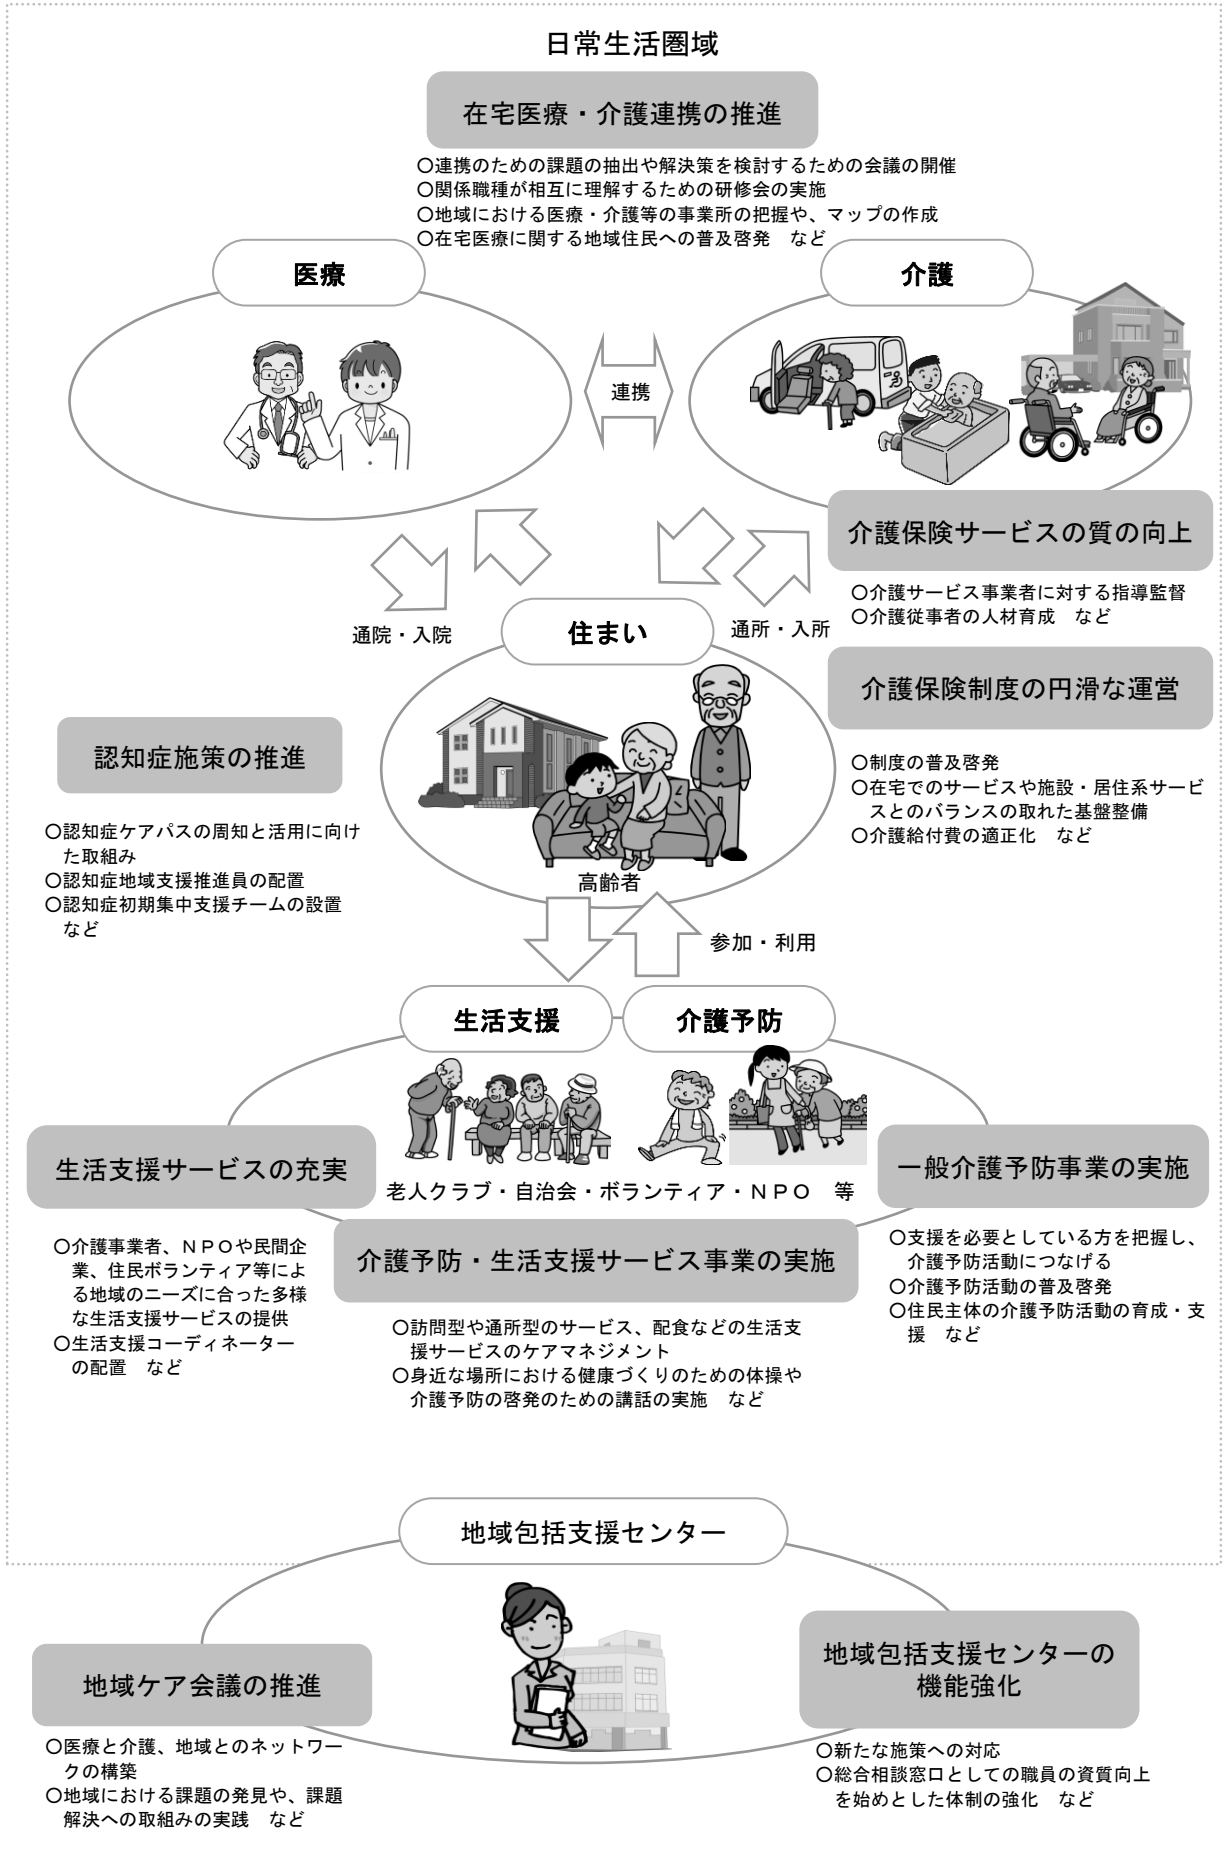 日常生活圏域
在宅医療・介護連携の推進
〇連携のための課題の抽出や解決策を検討するための会議の開催
〇関係職種が相互に理解するための研修会の実施
〇地域における医療・介護等の事業所の把握や、マップの作成
〇在宅医療に関する地域住民への普及啓発　など
医療
介護
連携
介護保険サービスの質の向上
〇介護サービス事業者に対する指導監督
〇介護従事者の人材育成　など
通院・入院
住まい
通所・入所
介護保険制度の円滑な運営
〇制度の普及啓発
〇在宅でのサービスや施設・居住系サービ
スとのバランスの取れた基盤整備
〇介護給付費の適正化　など
認知症施策の推進
〇認知症ケアパスの周知と活用に向け
た取組み
〇認知症地域支援推進員の配置
〇認知症初期集中支援チームの設置
など
高齢者
参加・利用
生活支援
介護予防
老人クラブ・自治会・ボランティア・ＮＰＯ　等
生活支援サービスの充実
〇介護事業者、ＮＰＯや民間企
業、住民ボランティア等によ
る地域のニーズに合った多様
な生活支援サービスの提供
〇生活支援コーディネーター
の配置　など
介護予防・生活支援サービス事業の実施
〇訪問型や通所型のサービス、配食などの生活支
援サービスのケアマネジメント
〇身近な場所における健康づくりのための体操や
介護予防の啓発のための講話の実施　など
一般介護予防事業の実施
〇支援を必要としている方を把握し、
介護予防活動につなげる
〇介護予防活動の普及啓発
〇住民主体の介護予防活動の育成・支
援　など
地域包括支援センター
地域ケア会議の推進
〇医療と介護、地域とのネットワー
クの構築
〇地域における課題の発見や、課題
解決への取組みの実践　など
地域包括支援センターの
機能強化
〇新たな施策への対応
〇総合相談窓口としての職員の資質向上
を始めとした体制の強化　など